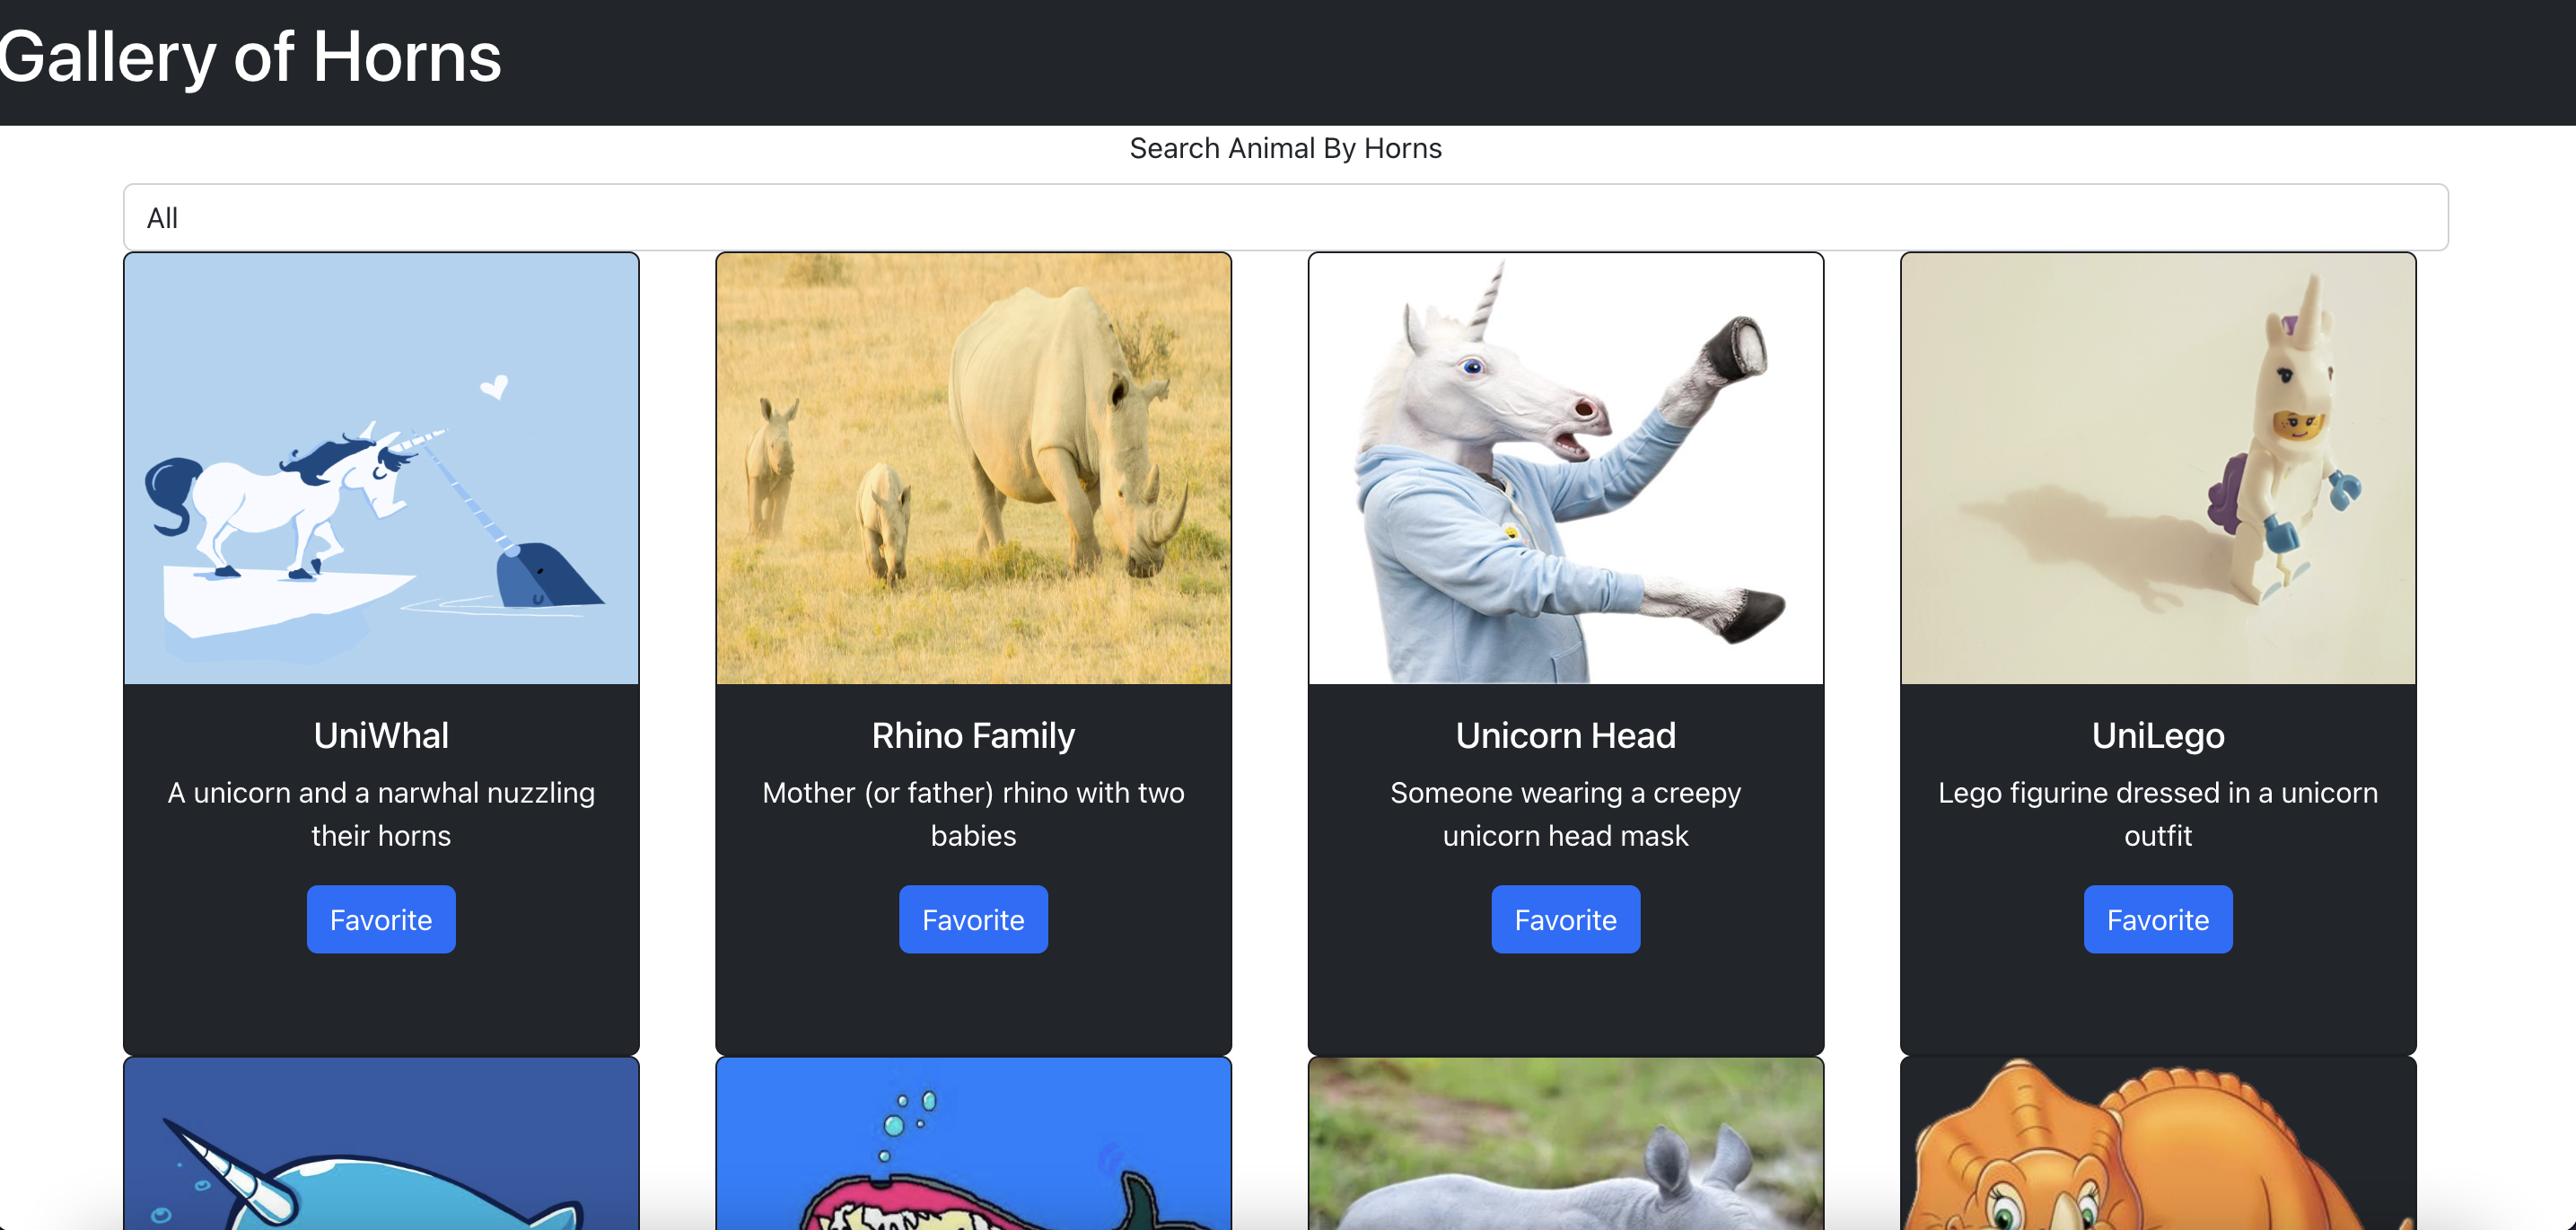 Gallery of Horns
Search Animal By Horns
All
UniWhal
A unicorn and a narwhal nuzzling
their horns
Favorite
Rhino Family
Mother (or father) rhino with two
babies
Favorite
Unicorn Head
Someone wearing a creepy
unicorn head mask
Favorite
UniLego
Lego figurine dressed in a unicorn
outfit
Favorite